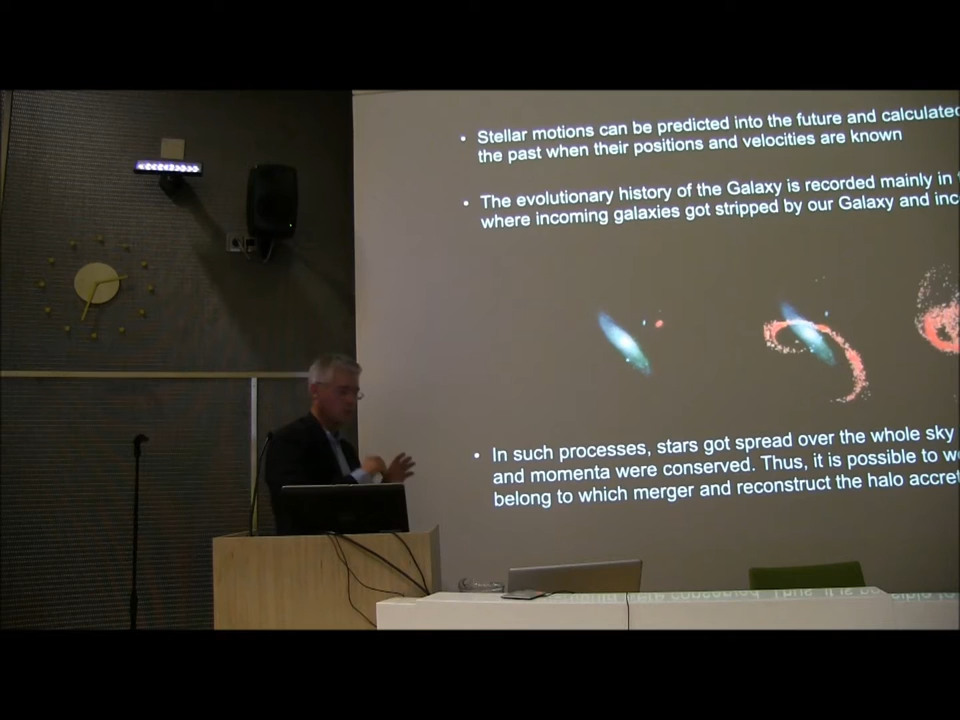 • Stellar motions can be predicted into the future and calculated
the past when their positions and velocities are known
• The evolutionary history of the Galaxy is recorded mainly in
where incoming galaxies got stripped by our Galaxy and
• In such processes, stars got spread over the whole sky
and momenta were conserved. Thus, it is possible to
belong to which merger and reconstruct the halo